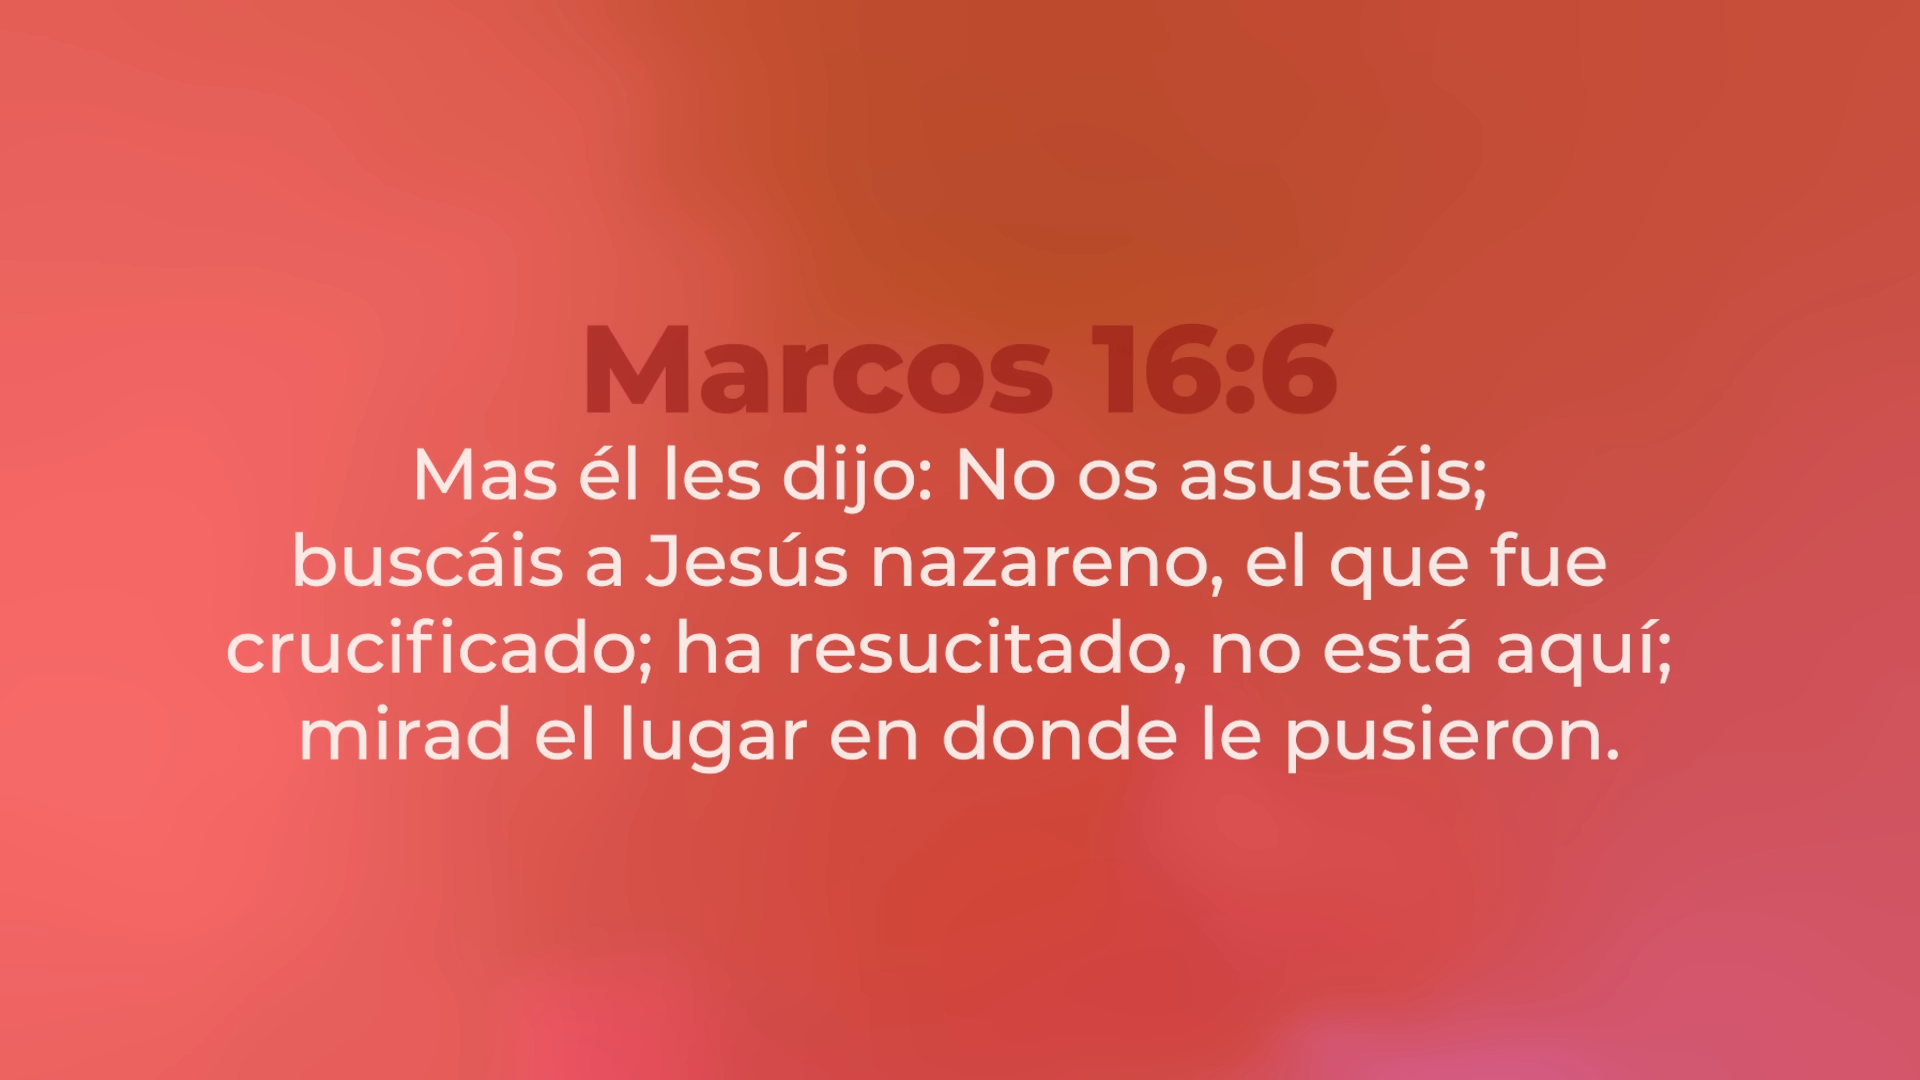 Marcos 16:6
Mas él les dijo: No os asustéis;
buscáis a Jesús nazareno, el que fue
crucificado; ha resucitado, no está aquí;
mirad el lugar en donde le pusieron.